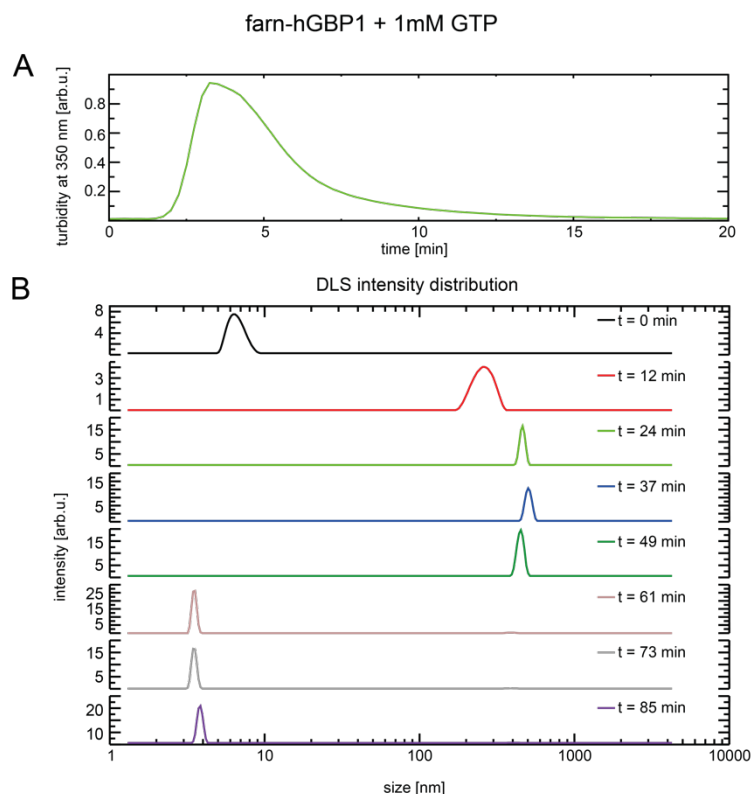 farn-hGBP1 + 1mM GTP
A
turbidity at 350 nm [arb.u.]
0.8
0.6
0.4
0.2
0 5 10 15 20
time [min]
B
DLS intensity distribution
intensity [arb.u.]
8
4
t = 0 min
3
1
t = 12 min
15
5
t = 24 min
15
5
t = 37 min
15
5
t = 49 min
25
15
5
t = 61 min
15
5
t = 73 min
20
10
t = 85 min
1 10 100 1000 10000
size [nm]